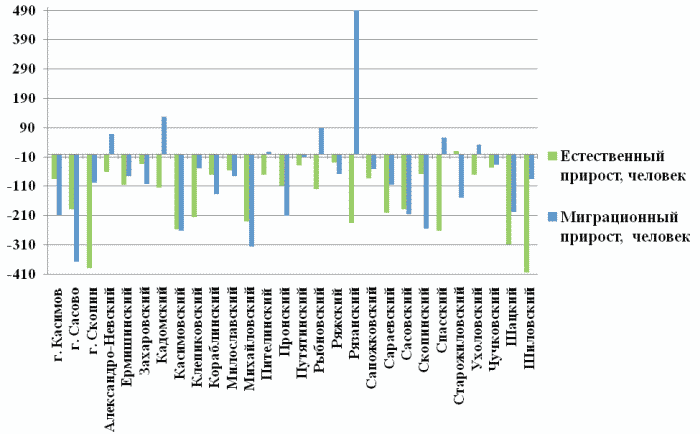 490
390
290
190
90
-10
-110
-210
-310
-410
г. Касимов
г. Сасово
г. Скопин
Александро-Невский
Ермишинский
Захаровский
Кадомский
Касимовский
Клепиковский
Кораблинский
Милославский
Михайловский
Пителинский
Пронский
Путятинский
Рыбновский
Ряжский
Рязанский
Сапожковский
Сараевский
Сасовский
Скопинский
Спасский
Старожиловский
Ухоловский
Чучковский
Шацкий
Шиловский
Естественный
прирост, человек
Миграционный
прирост, человек